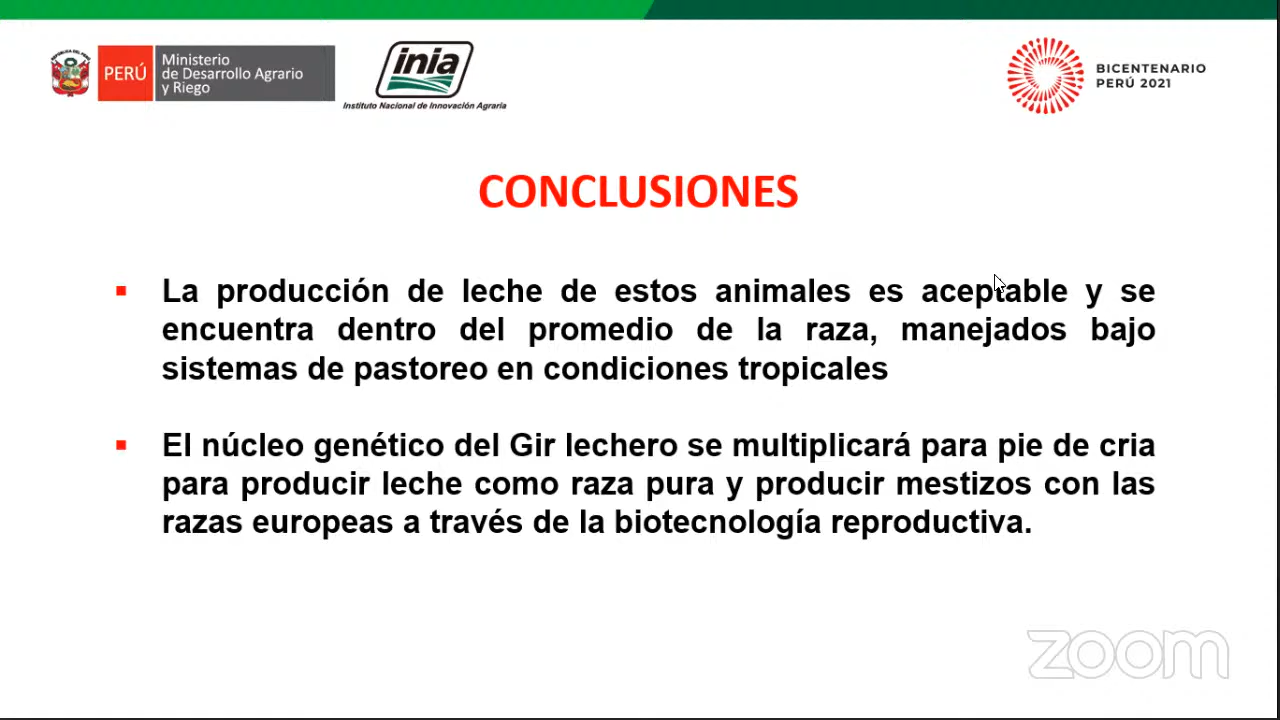 PERÚ
Ministerio
de Desarrollo Agrario
y Riego
inia
Instituto Nacional de Innovación Agraria
BICENTENARIO
PERÚ 2021
CONCLUSIONES
▪ La producción de leche de estos animales es aceptable y se
encuentra dentro del promedio de la raza, manejados bajo
sistemas de pastoreo en condiciones tropicales
▪ El núcleo genético del Gir lechero se multiplicará para pie de cria
para producir leche como raza pura y producir mestizos con las
razas europeas a través de la biotecnología reproductiva.
zoom